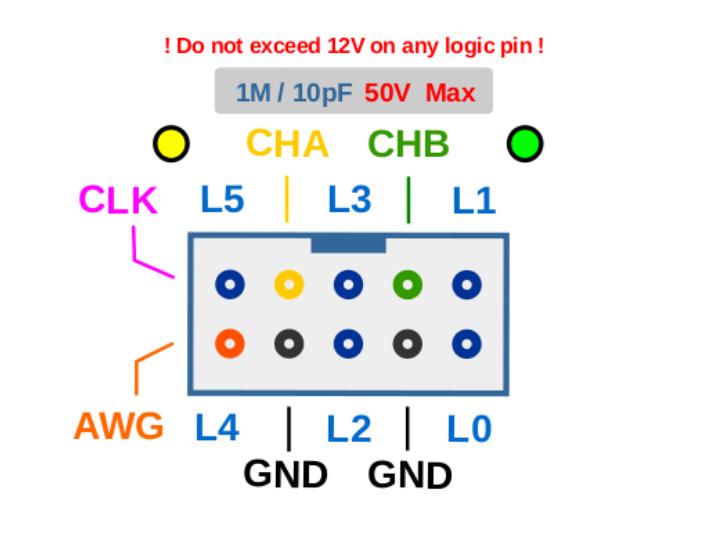 ! Do not exceed 12V on any logic pin !
1M / 10pF 50V Max
CHA CHB
CLK L5 L3 L1
AWG L4 L2 L0
GND GND